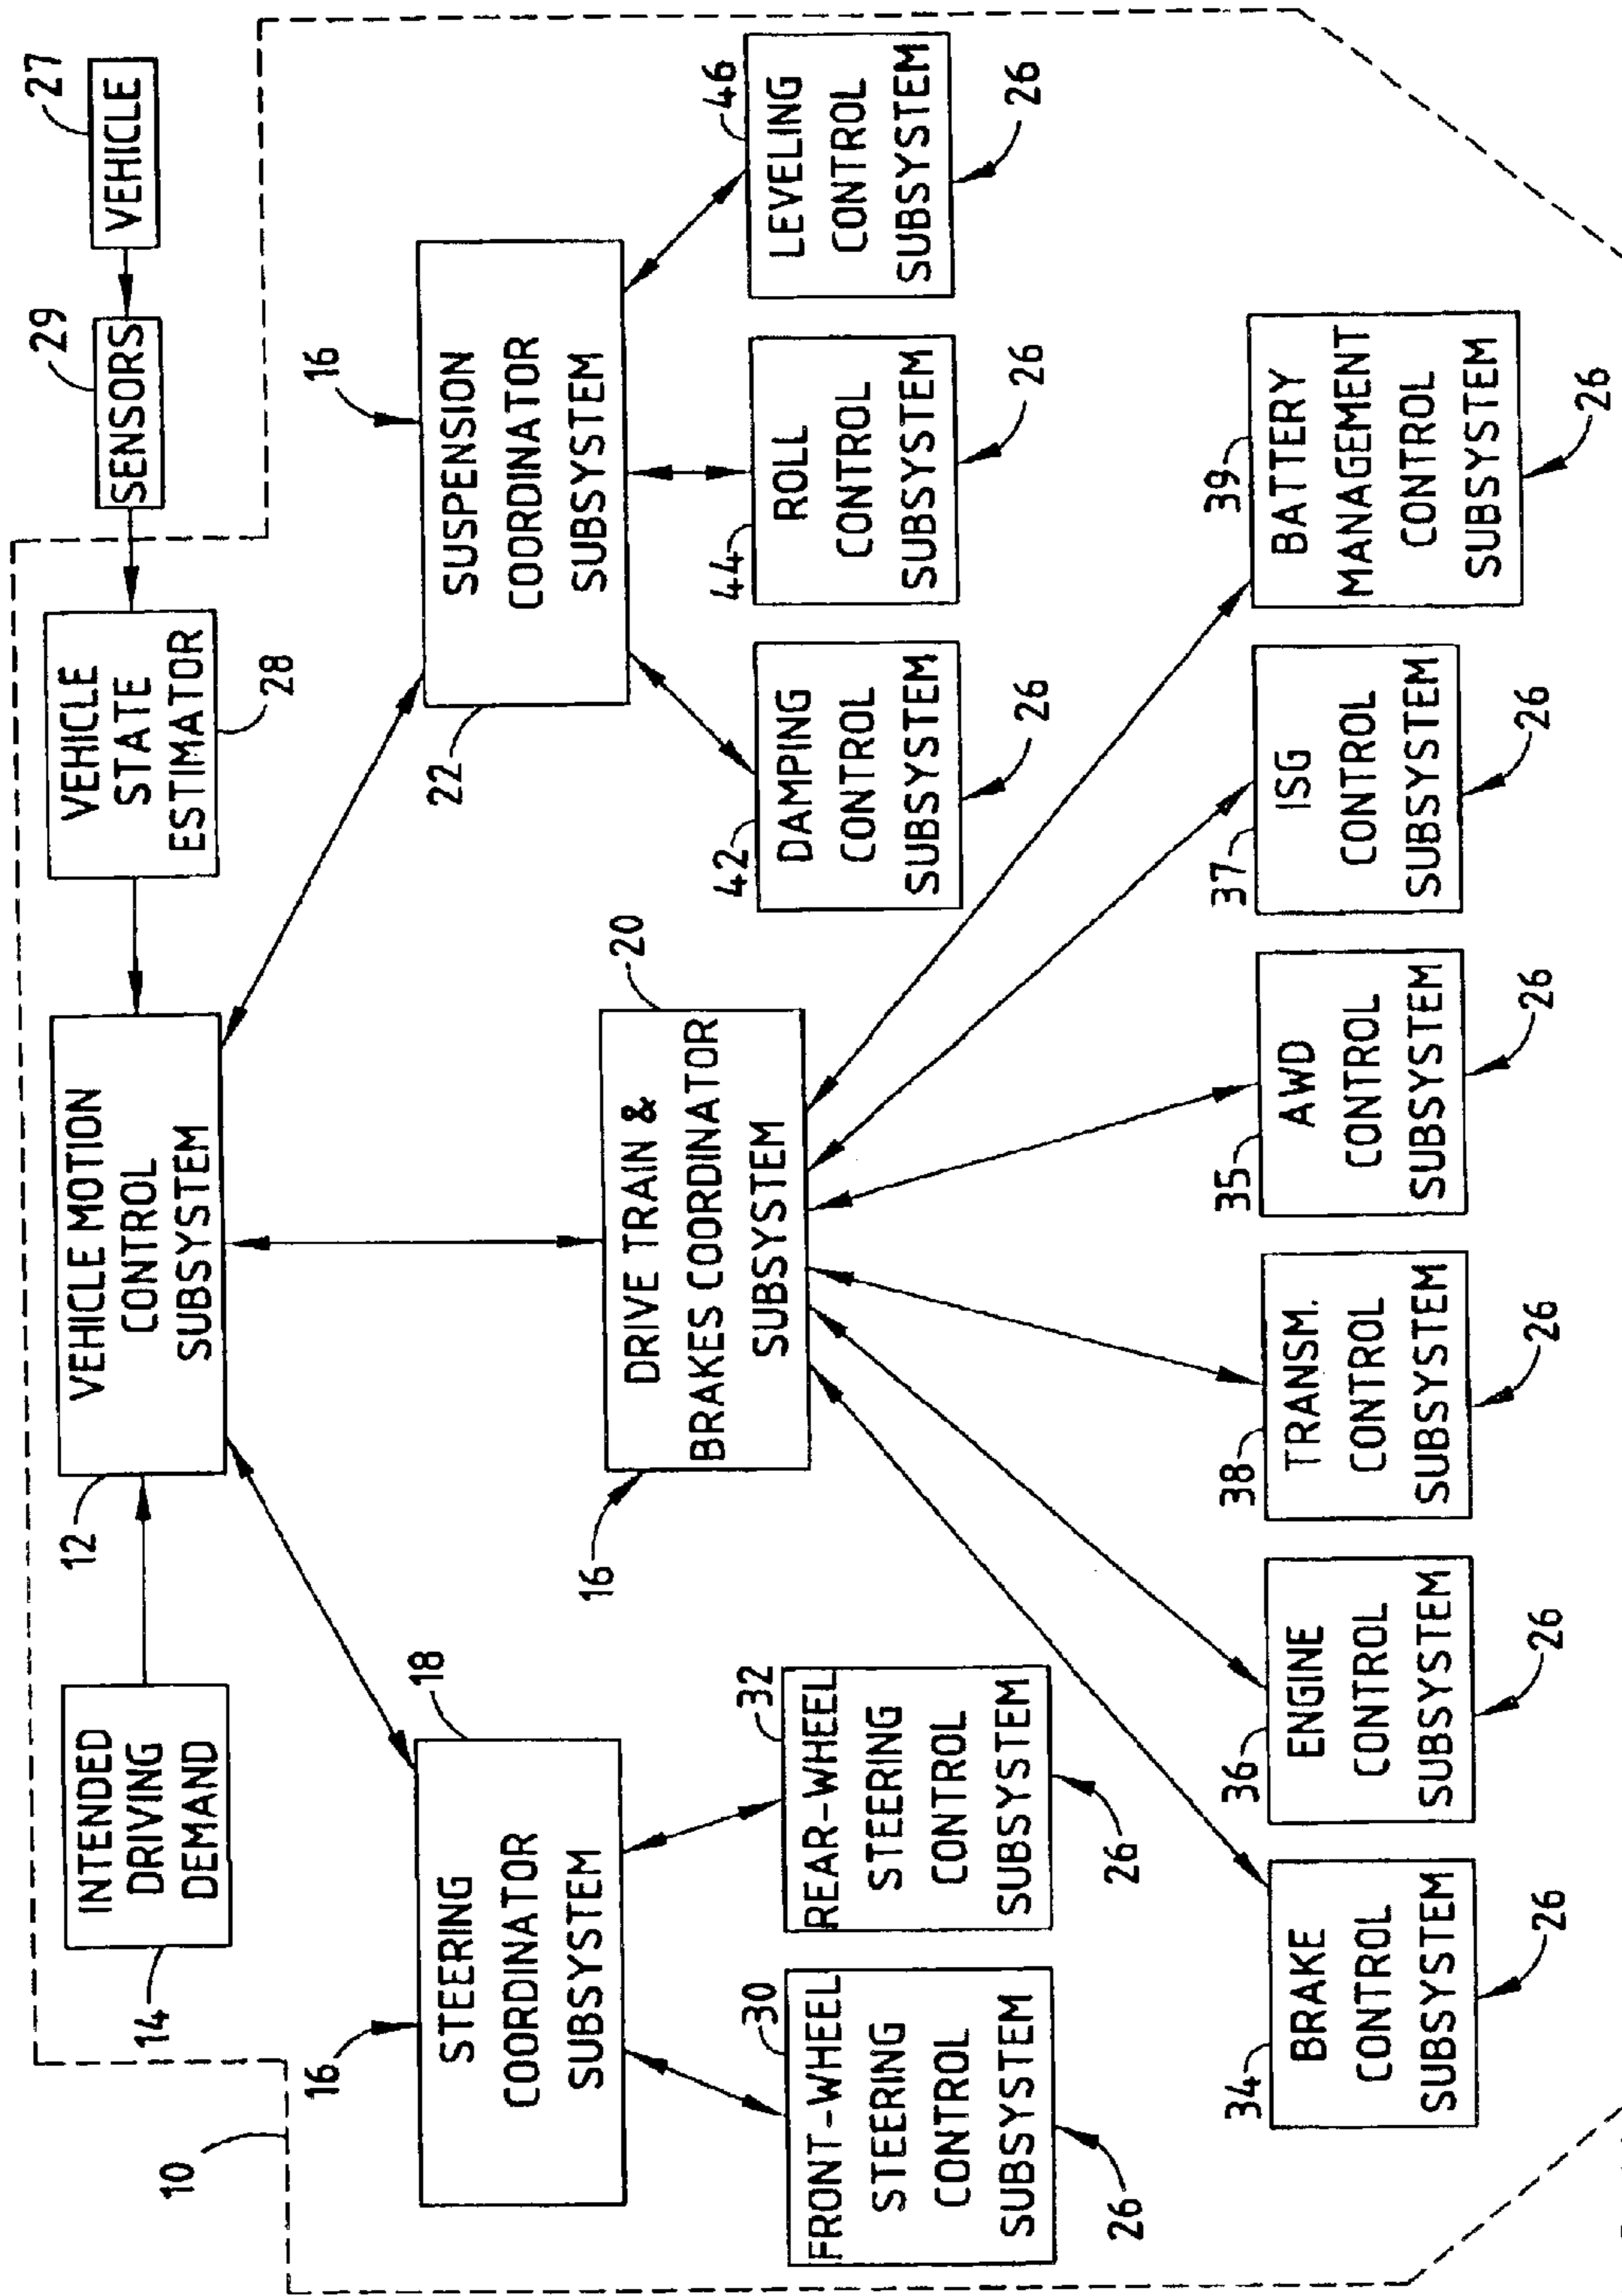 27
VEHICLE
29
SENSORS
VEHICLE
STATE
ESTIMATOR
28
VEHICLE MOTION
CONTROL
SUBSYSTEM
12
INTENDED
DRIVING
DEMAND
14
10
16
STEERING
COORDINATOR
SUBSYSTEM
18
16
DRIVE TRAIN &
BRAKES COORDINATOR
SUBSYSTEM
20
16
SUSPENSION
COORDINATOR
SUBSYSTEM
22
30
FRONT-WHEEL
STEERING
CONTROL
SUBSYSTEM
26
32
REAR-WHEEL
STEERING
CONTROL
SUBSYSTEM
26
42
DAMPING
CONTROL
SUBSYSTEM
26
44
ROLL
CONTROL
SUBSYSTEM
26
46
LEVELING
CONTROL
SUBSYSTEM
26
34
BRAKE
CONTROL
SUBSYSTEM
26
36
ENGINE
CONTROL
SUBSYSTEM
26
38
TRANSM.
CONTROL
SUBSYSTEM
26
35
AWD
CONTROL
SUBSYSTEM
26
37
ISG
CONTROL
SUBSYSTEM
26
39
BATTERY
MANAGEMENT
CONTROL
SUBSYSTEM
26